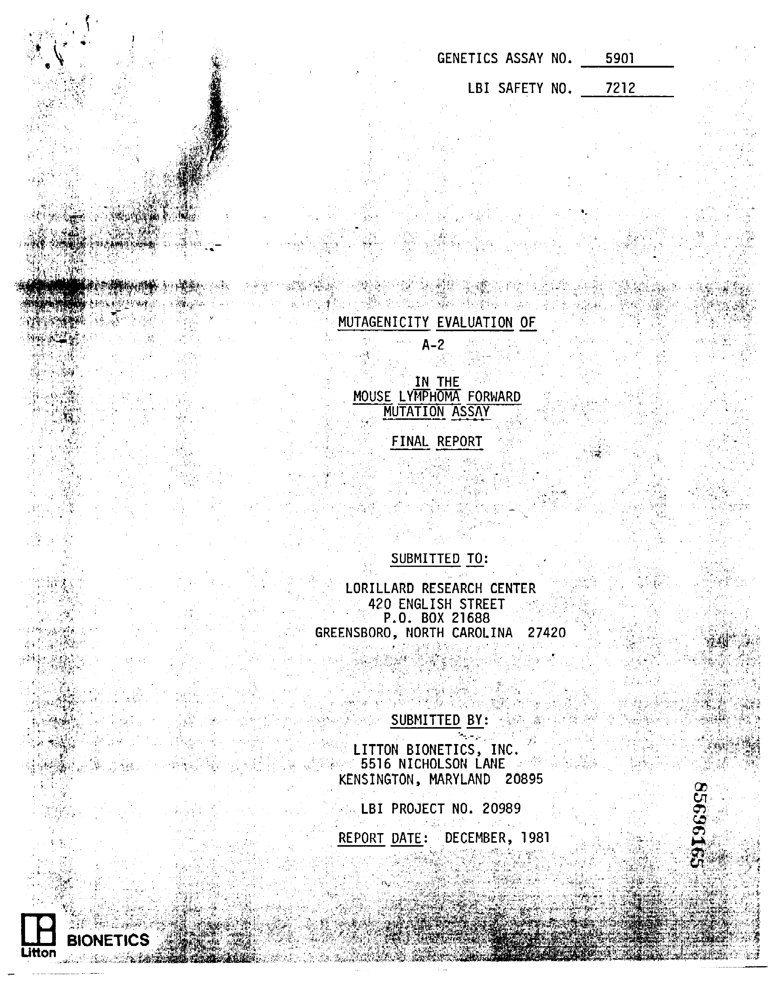 GENETICS ASSAY NO. 5901
LBI SAFETY NO. 7212
MUTAGENICITY EVALUATION OF
A-2
IN THE
MOUSE LYMPHOMA FORWARD
MUTATION ASSAY
FINAL REPORT
SUBMITTED TO:
LORILLARD RESEARCH CENTER
420 ENGLISH STREET
P.O. BOX 21688
GREENSBORO, NORTH CAROLINA 27420
SUBMITTED BY:
LITTON BIONETICS, INC.
5516 NICHOLSON LANE
KENSINGTON, MARYLAND 20895
LBI PROJECT NO. 20989
REPORT DATE: DECEMBER, 1981
85696165
BIONETICS
Litton